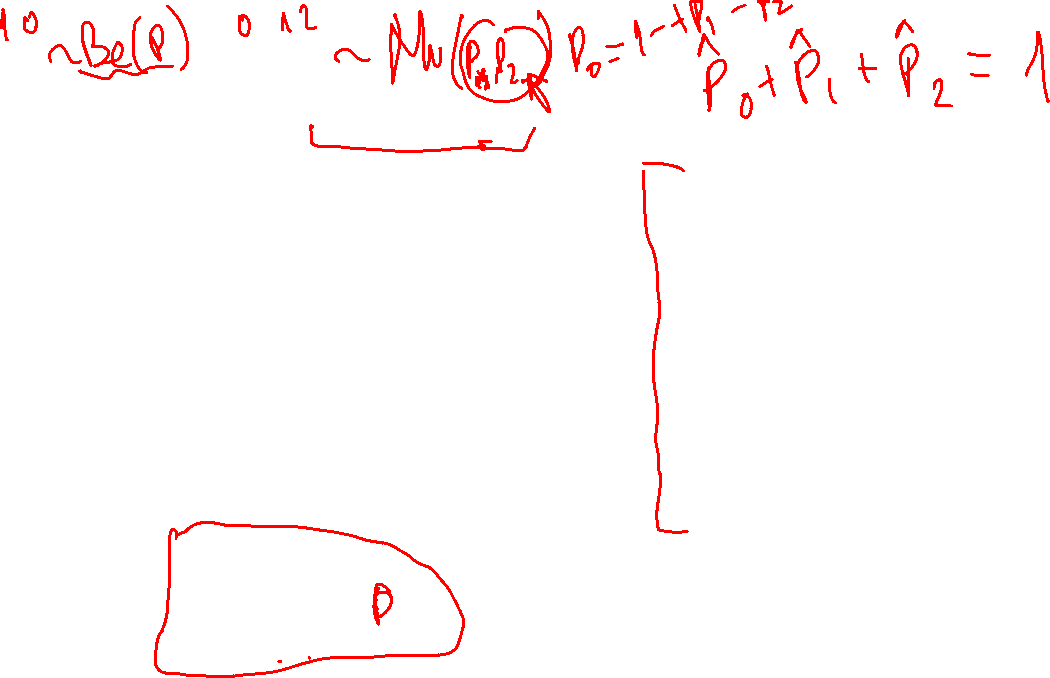 1 0 ~ Be(P) 0 1 2 ~ Mu(P₁, P₂) P₀ = 1 - P₁ - P₂ P̂₀ + P̂₁ + P̂₂ = 1
P